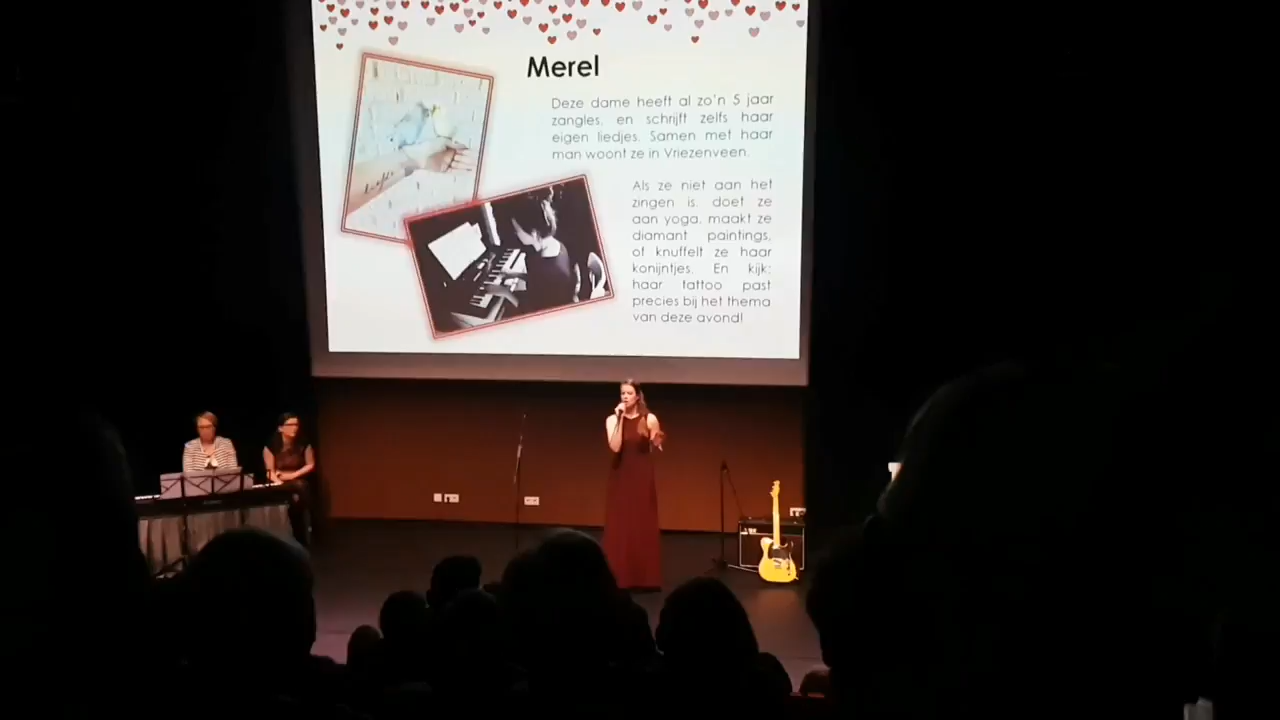 Merel
Deze dame heeft al zo'n 5 jaar
zangles, en schrijft zelfs haar
eigen liedjes. Samen met haar
man woont ze in Vriezenveen.
Als ze niet aan het
zingen is, doet ze
aan yoga, maakt ze
diamant paintings,
of knuffelt ze haar
konijntjes. En kijk:
haar tattoo past
precies bij het thema
van deze avond!